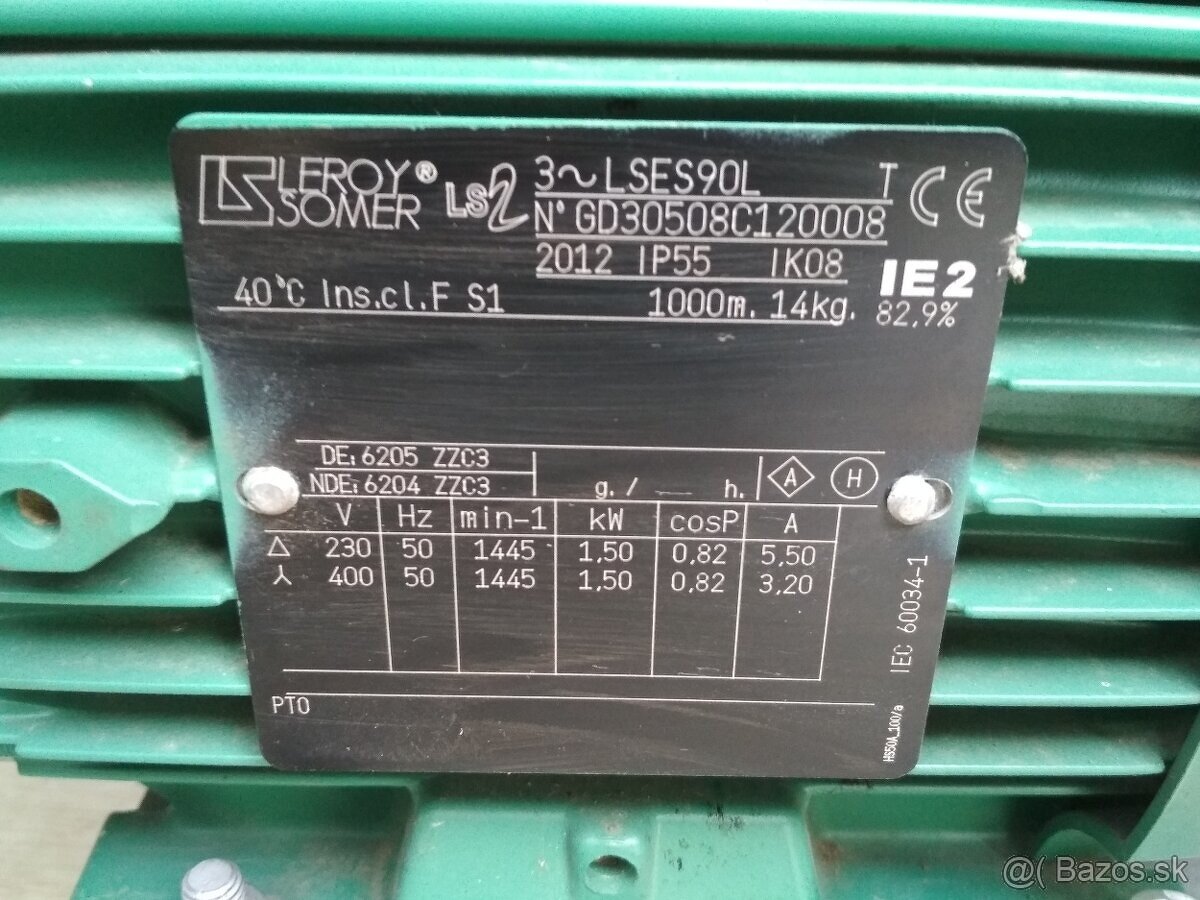 LEROY® SOMER LS2 3~LSES90L T CE
N° GD30508C120008
2012 IP55 IK08 IE2
40°C Ins.cl.F S1 1000m. 14kg. 82,9%
DE: 6205 ZZC3
NDE: 6204 ZZC3 g. / __ h. A H
V Hz min-1 kW cosP A
△ 230 50 1445 1,50 0,82 5,50
⅄ 400 50 1445 1,50 0,82 3,20
IEC 60034-1
PTO
HS50A_100/a
@( Bazos.sk